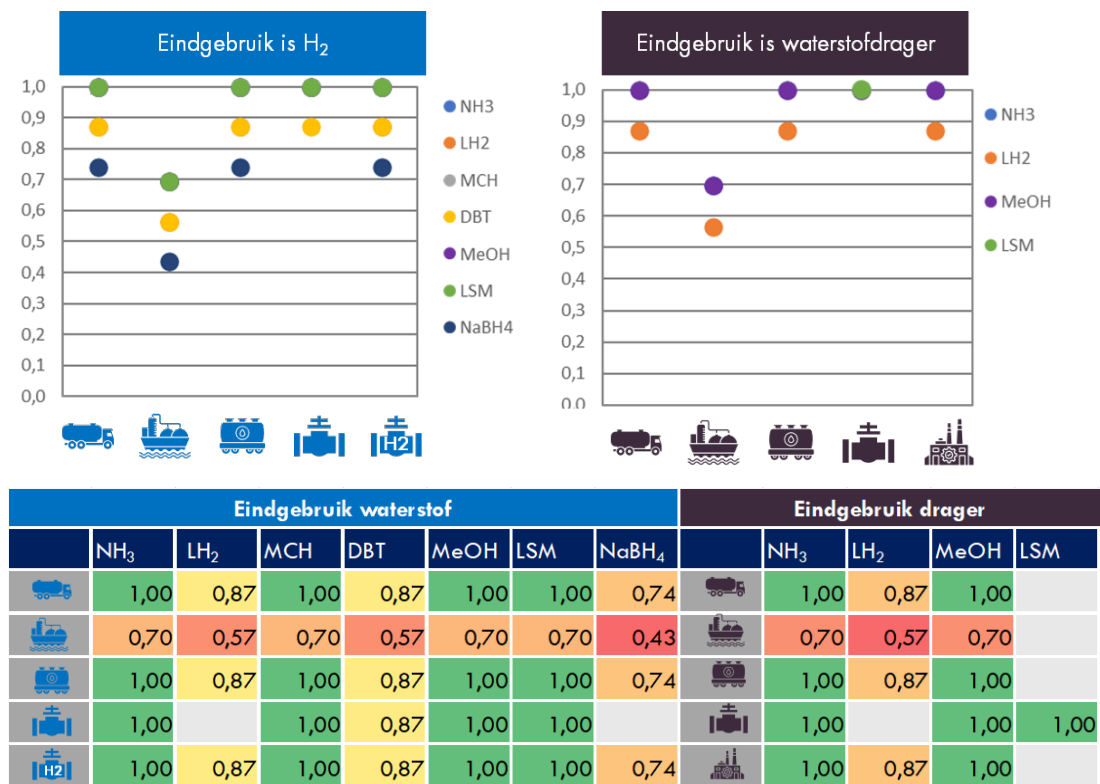 Eindgebruik is H₂
1,0
0,9
0,8
0,7
0,6
0,5
0,4
0,3
0,2
0,1
0,0
NH3
LH2
MCH
DBT
MeOH
LSM
NaBH4
H2
Eindgebruik is waterstofdrager
1,0
0,9
0,8
0,7
0,6
0,5
0,4
0,3
0,2
0,1
0,0
NH3
LH2
MeOH
LSM
Eindgebruik waterstof Eindgebruik drager
NH₃ LH₂ MCH DBT MeOH LSM NaBH₄ NH₃ LH₂ MeOH LSM
1,00 0,87 1,00 0,87 1,00 1,00 0,74 1,00 0,87 1,00
0,70 0,57 0,70 0,57 0,70 0,70 0,43 0,70 0,57 0,70
1,00 0,87 1,00 0,87 1,00 1,00 0,74 1,00 0,87 1,00
1,00 1,00 0,87 1,00 1,00 1,00 1,00 1,00
H2 1,00 0,87 1,00 0,87 1,00 1,00 0,74 1,00 0,87 1,00